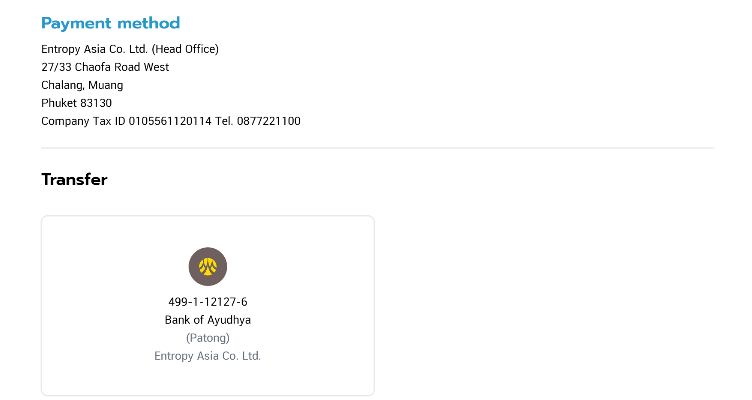 Payment method
Entropy Asia Co. Ltd. (Head Office)
27/33 Chaofa Road West
Chalang, Muang
Phuket 83130
Company Tax ID 0105561120114 Tel. 0877221100
Transfer
499-1-12127-6
Bank of Ayudhya
(Patong)
Entropy Asia Co. Ltd.